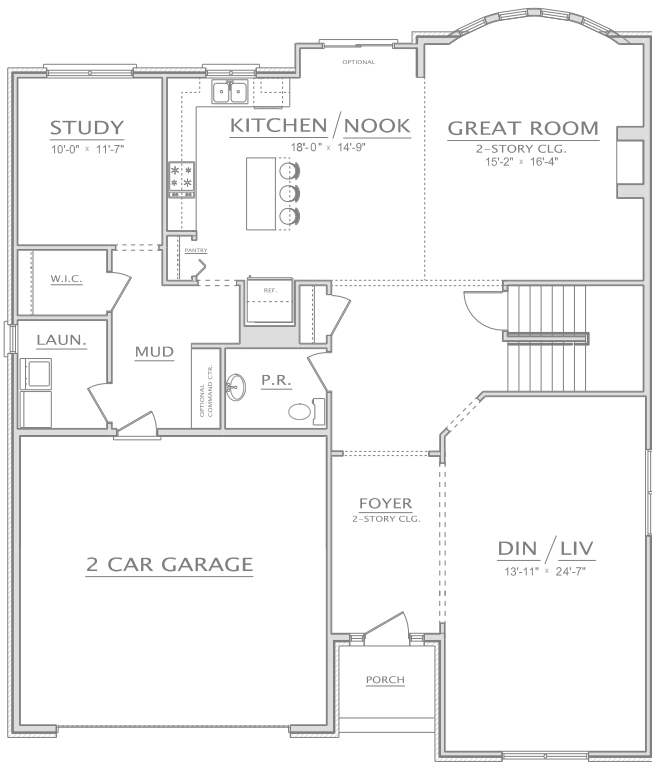 OPTIONAL
STUDY
10'-0" x 11'-7"
KITCHEN/NOOK
18'-0" x 14'-9"
GREAT ROOM
2-STORY CLG.
15'-2" x 16'-4"
PANTRY
W.I.C.
REF.
LAUN.
MUD
P.R.
OPTIONAL
COMMAND CTR.
FOYER
2-STORY CLG.
DIN/LIV
13'-11" x 24'-7"
2 CAR GARAGE
PORCH